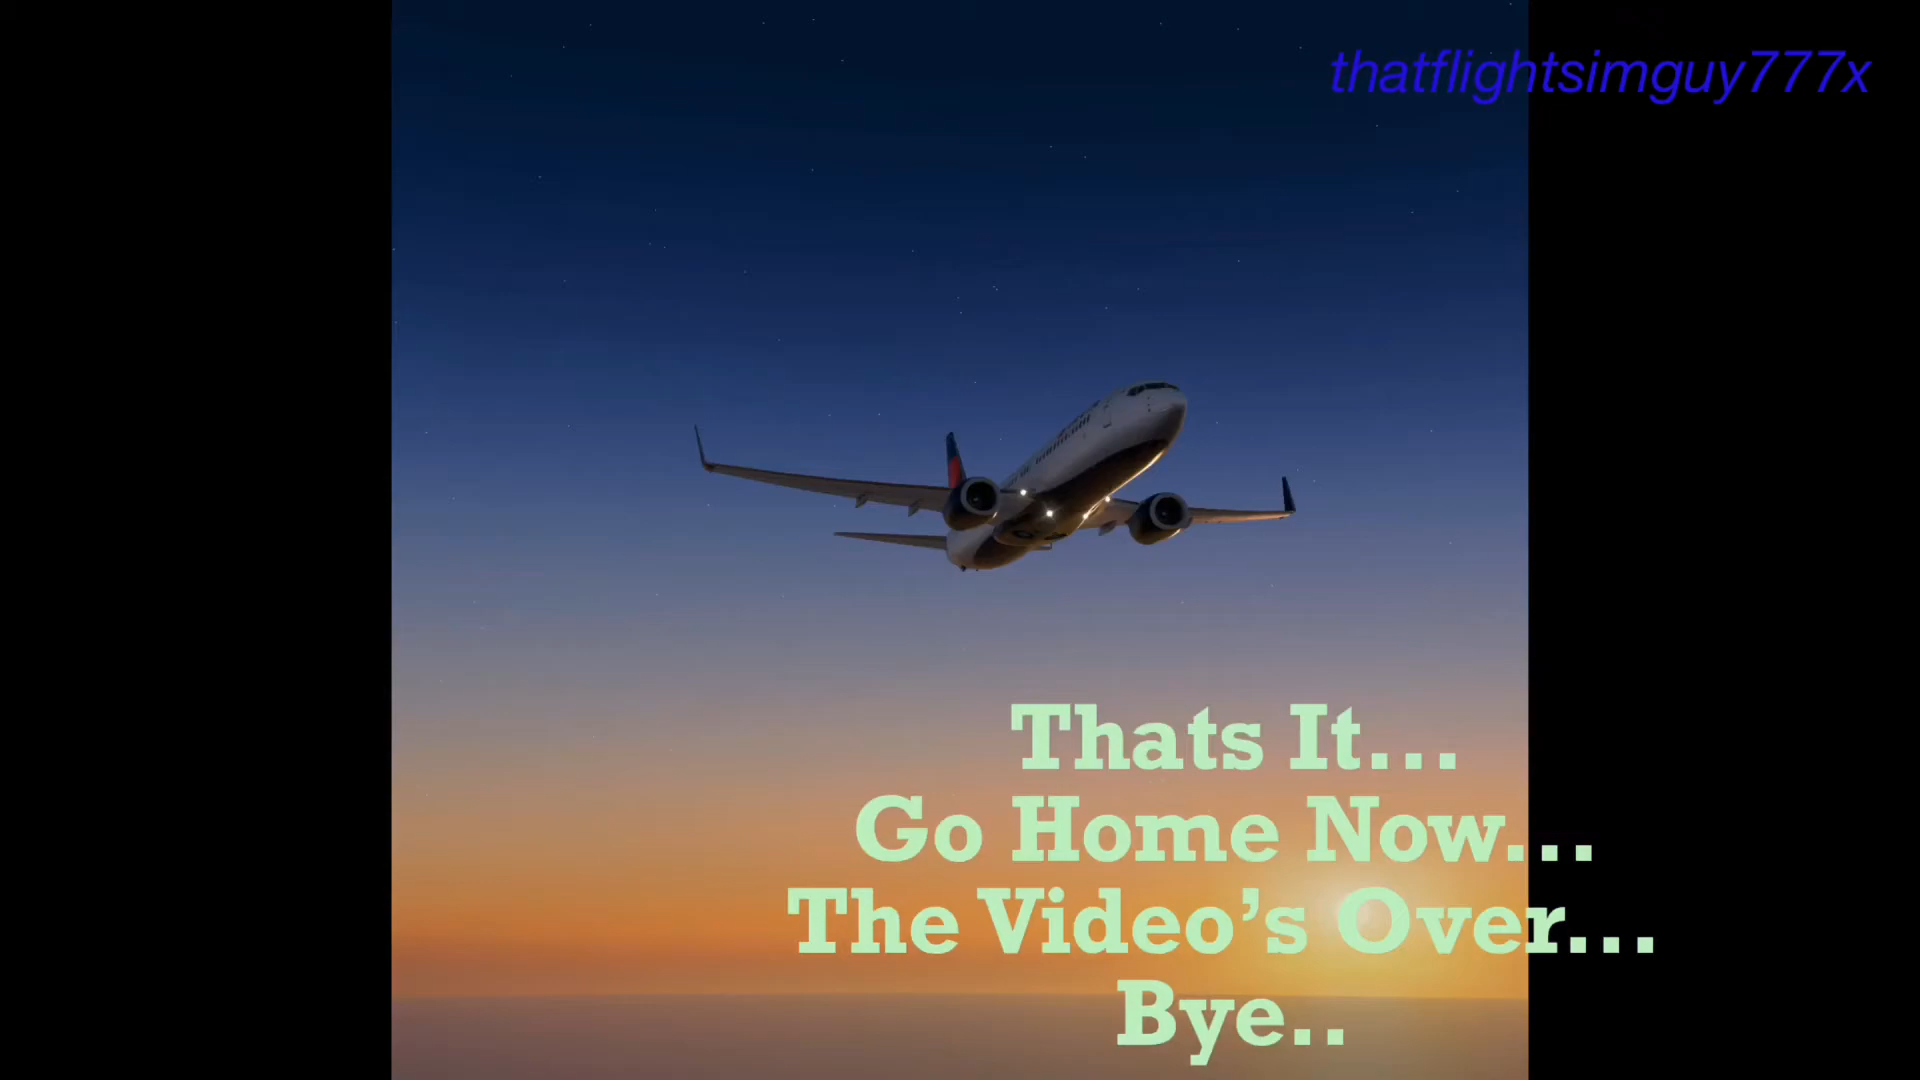 thatflightsimguy777x
Thats It...
Go Home Now...
The Video’s Over...
Bye..